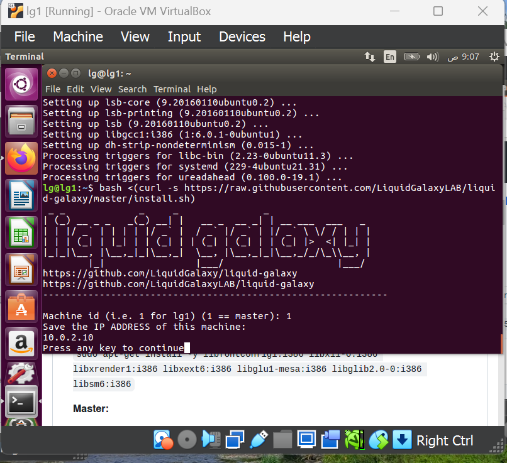 lg1 [Running] - Oracle VM VirtualBox
File Machine View Input Devices Help
Terminal En 9:07 ص
lg@lg1: ~
File Edit View Search Terminal Help
Setting up lsb-core (9.20160110ubuntu0.2) ...
Setting up lsb-printing (9.20160110ubuntu0.2) ...
Setting up lsb (9.20160110ubuntu0.2) ...
Setting up libgcc1:i386 (1:6.0.1-0ubuntu1) ...
Setting up dh-strip-nondeterminism (0.015-1) ...
Processing triggers for libc-bin (2.23-0ubuntu11.3) ...
Processing triggers for systemd (229-4ubuntu21.31) ...
Processing triggers for ureadahead (0.100.0-19.1) ...
lg@lg1:~$ bash <(curl -s https://raw.githubusercontent.com/LiquidGalaxyLAB/liqui
d-galaxy/master/install.sh)
liquid galaxy
https://github.com/LiquidGalaxy/liquid-galaxy
https://github.com/LiquidGalaxyLAB/liquid-galaxy
-------------------------------------------------------------
Machine id (i.e. 1 for lg1) (1 == master): 1
Save the IP ADDRESS of this machine:
10.0.2.10
Press any key to continue
sudo apt-get install -y libfontconfig1:i386 libx11-6:i386
libxrender1:i386 libxext6:i386 libglu1-mesa:i386 libglib2.0-0:i386
libsm6:i386
Master:
Right Ctrl